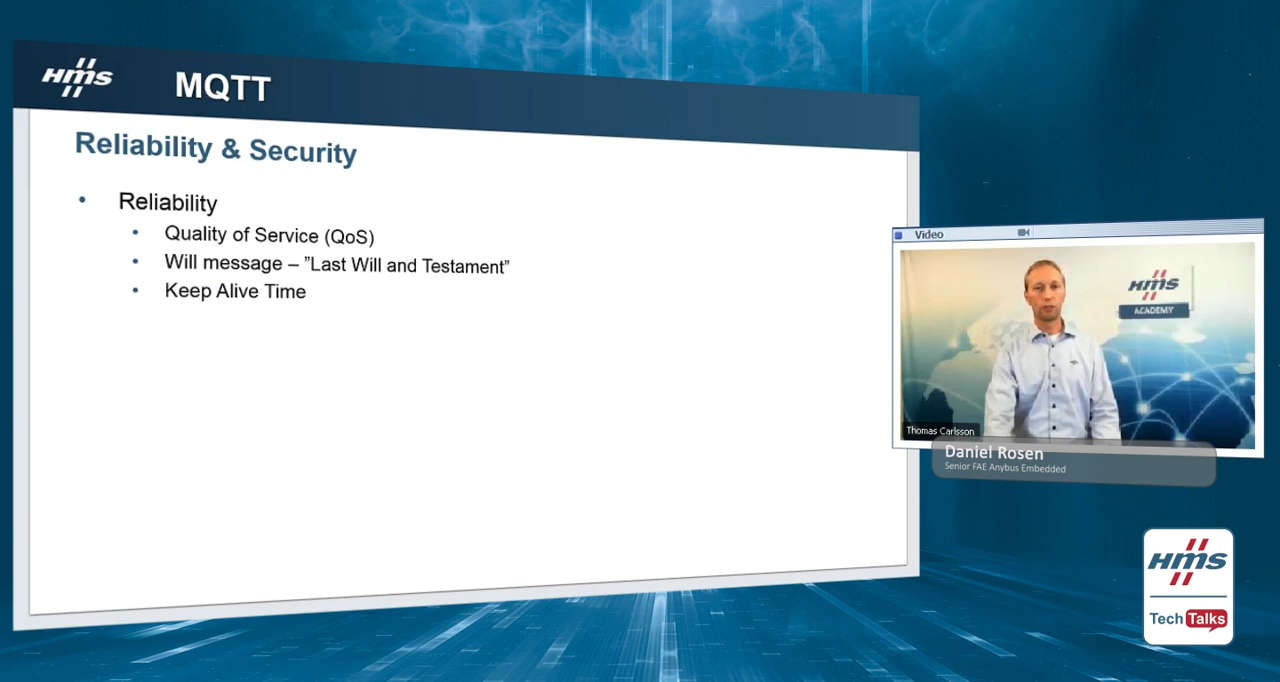 HMS
MQTT
Reliability & Security
• Reliability
• Quality of Service (QoS)
• Will message – ”Last Will and Testament”
• Keep Alive Time
Video
HMS
ACADEMY
Thomas Carlsson
Daniel Rosen
Senior FAE Anybus Embedded
HMS
Tech Talks